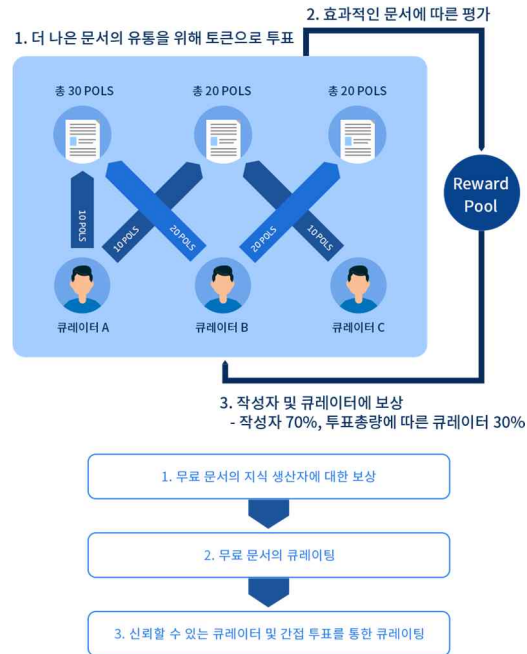 2. 효과적인 문서에 따른 평가
1. 더 나은 문서의 유통을 위해 토큰으로 투표
총 30 POLS
총 20 POLS
총 20 POLS
Reward
Pool
10 POLS
10 POLS
20 POLS
20 POLS
10 POLS
큐레이터 A
큐레이터 B
큐레이터 C
3. 작성자 및 큐레이터에 보상
- 작성자 70%, 투표총량에 따른 큐레이터 30%
1. 무료 문서의 지식 생산자에 대한 보상
2. 무료 문서의 큐레이팅
3. 신뢰할 수 있는 큐레이터 및 간접 투표를 통한 큐레이팅